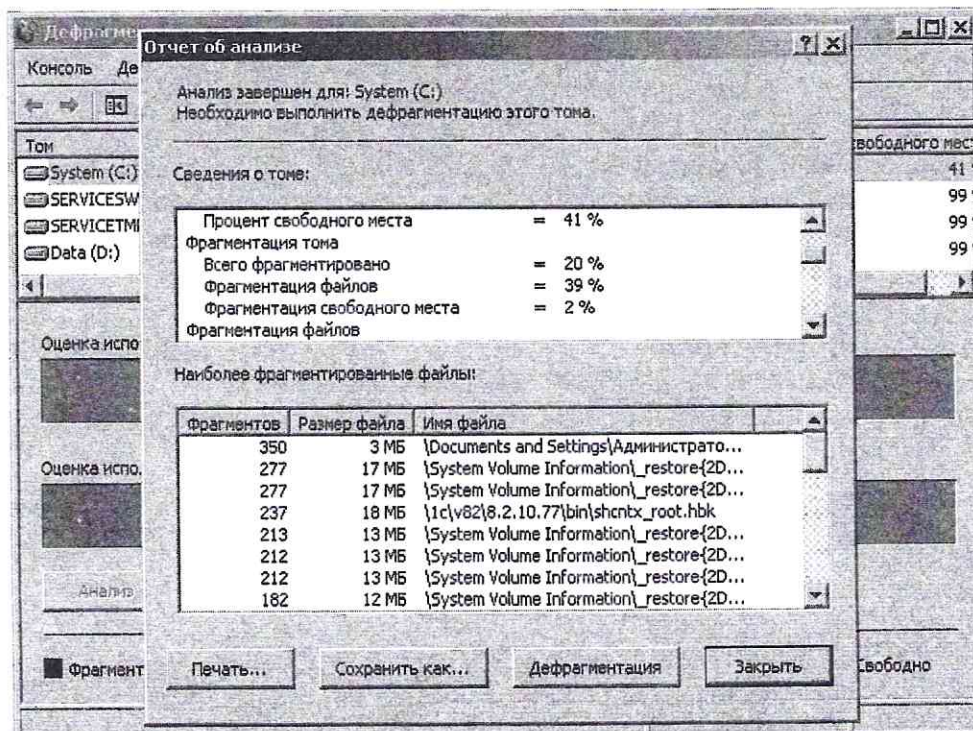 Дефрагме
Отчет об анализе
Консоль Де
Анализ завершен для: System (C:)
Необходимо выполнить дефрагментацию этого тома.
Том
свободного мест
System (C:)
41
SERVICESW
99
SERVICETMP
99
Data (D:)
99
Сведения о томе:
Процент свободного места = 41 %
Фрагментация тома
Всего фрагментировано = 20 %
Фрагментация файлов = 39 %
Фрагментация свободного места = 2 %
Фрагментация файлов
Оценка испо
Наиболее фрагментированные файлы:
Фрагментов Размер файла Имя файла
350 3 МБ \Documents and Settings\Администрато...
277 17 МБ \System Volume Information\_restore{2D...
277 17 МБ \System Volume Information\_restore{2D...
237 18 МБ \1c\v82\8.2.10.77\bin\shcntx_root.hbk
213 13 МБ \System Volume Information\_restore{2D...
212 13 МБ \System Volume Information\_restore{2D...
212 13 МБ \System Volume Information\_restore{2D...
182 12 МБ \System Volume Information\_restore{2D...
Оценка испо.
Анализ
Фрагмент
Печать...
Сохранить как...
Дефрагментация
Закрыть
Свободно